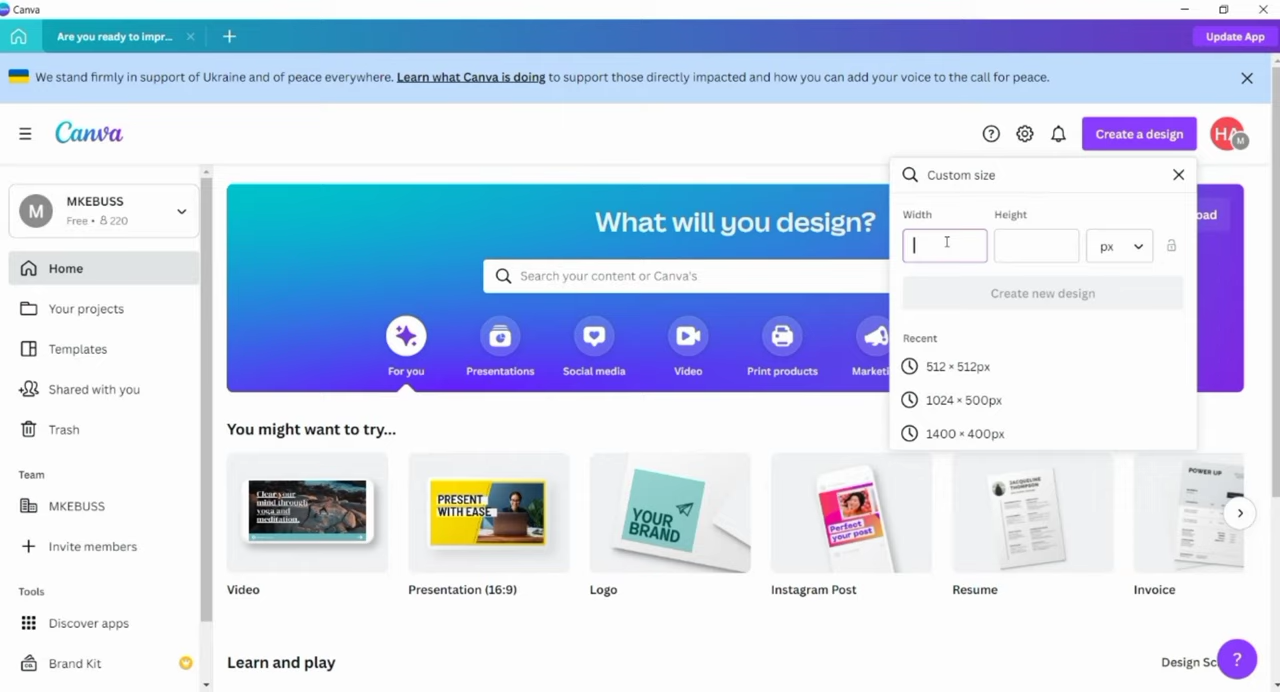 Canva
Are you ready to impr...
Update App
We stand firmly in support of Ukraine and of peace everywhere. Learn what Canva is doing to support those directly impacted and how you can add your voice to the call for peace.
Canva
Create a design
HA
M
M
MKEBUSS
Free • 220
Home
Your projects
Templates
Shared with you
Trash
Team
MKEBUSS
Invite members
Tools
Discover apps
Brand Kit
What will you design?
Search your content or Canva's
For you
Presentations
Social media
Video
Print products
Marketi
oad
Custom size
Width
Height
px
Create new design
Recent
512 × 512px
1024 × 500px
1400 × 400px
You might want to try...
Clear your
mind through
yoga and
meditation.
PRESENT
WITH EASE
YOUR
BRAND
Perfect
your post
JACQUELINE
THOMPSON
POWER UP
Video
Presentation (16:9)
Logo
Instagram Post
Resume
Invoice
Learn and play
Design Sc
?